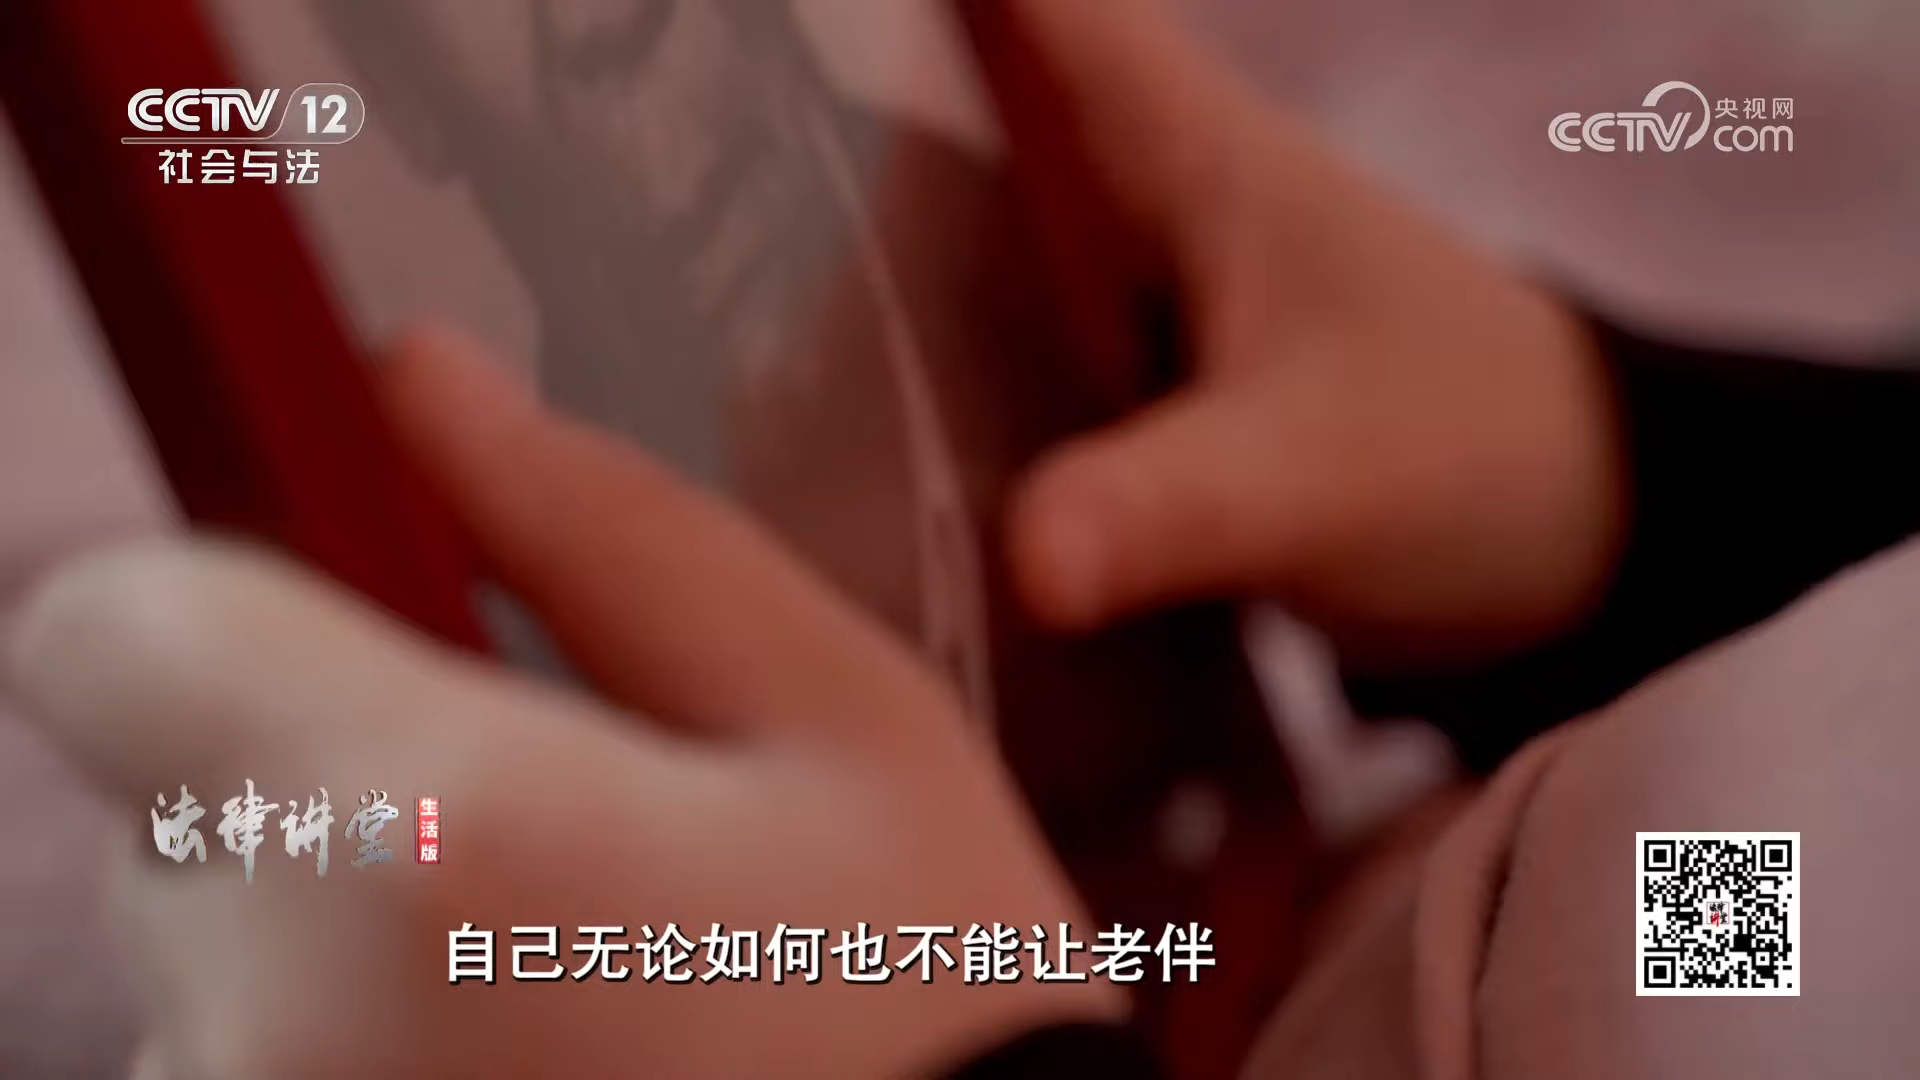 CCTV 12
社会与法
央视网
CCTV.com
法律讲堂
生活版
自己无论如何也不能让老伴